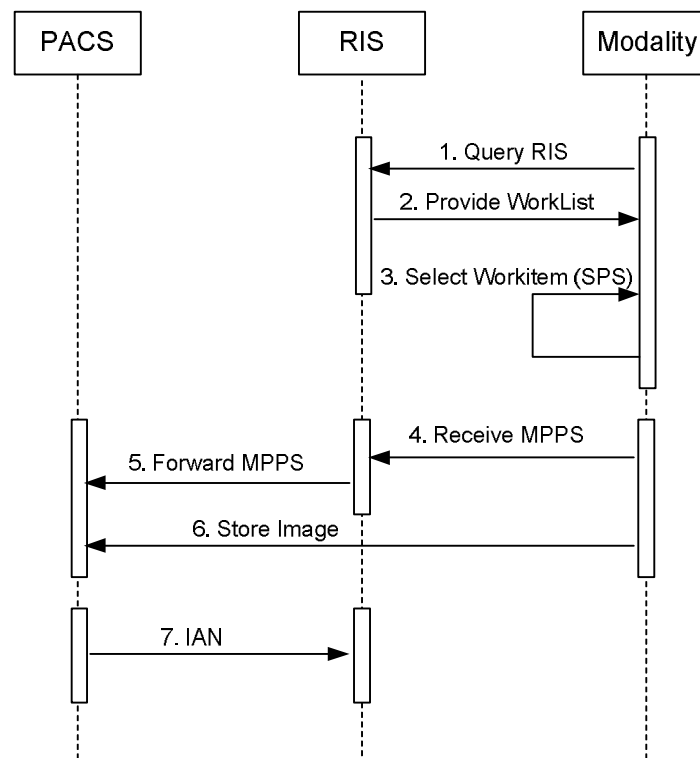 PACS
RIS
Modality
1. Query RIS
2. Provide WorkList
3. Select Workitem (SPS)
4. Receive MPPS
5. Forward MPPS
6. Store Image
7. IAN